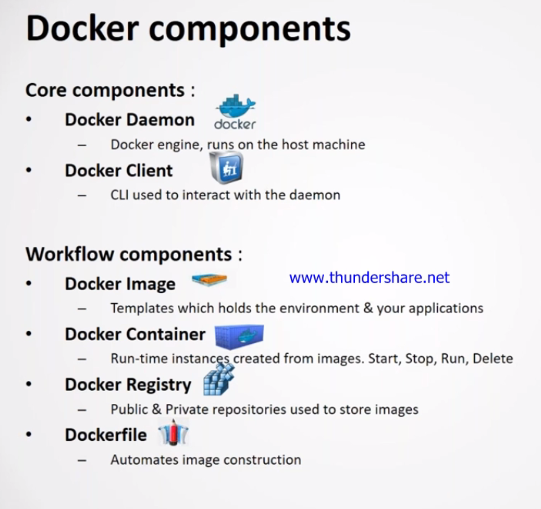 Docker components
Core components :
• Docker Daemon
docker
– Docker engine, runs on the host machine
• Docker Client
– CLI used to interact with the daemon
Workflow components :
• Docker Image
www.thundershare.net
– Templates which holds the environment & your applications
• Docker Container
– Run-time instances created from images. Start, Stop, Run, Delete
• Docker Registry
– Public & Private repositories used to store images
• Dockerfile
– Automates image construction